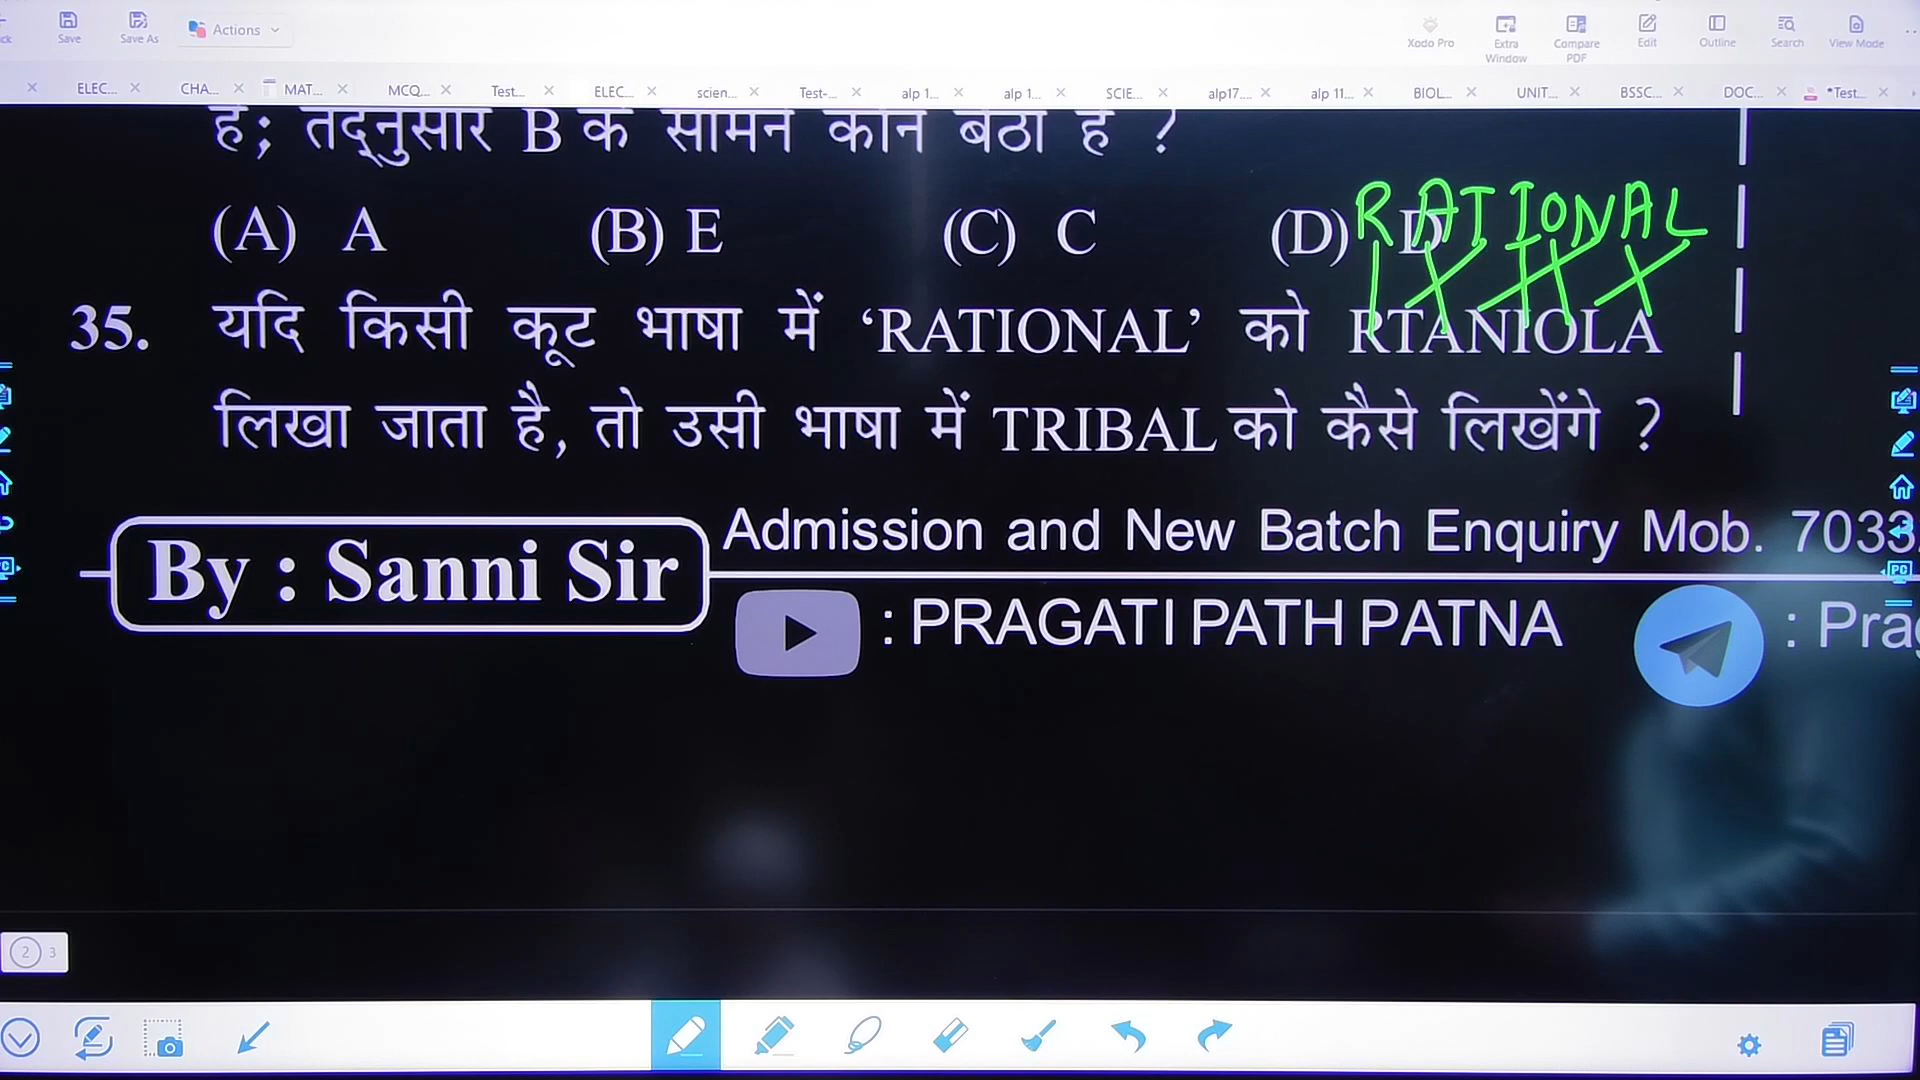 Save Save As Actions Xodo Pro Extra Window Compare PDF Edit Outline Search View Mode
ELEC... CHA... MAT... MCQ... Test... ELEC... scien... Test-... alp 1... alp 1... SCIE... alp17.... alp 11... BIOL... UNIT... BSSC... DOC... *Test...
है; तद्नुसार B के सामने कौन बैठा है ?
(A) A (B) E (C) C (D) D
RATIONAL
35. यदि किसी कूट भाषा में ‘RATIONAL’ को RTANIOLA
लिखा जाता है, तो उसी भाषा में TRIBAL को कैसे लिखेंगे ?
Admission and New Batch Enquiry Mob. 7033
By : Sanni Sir
: PRAGATI PATH PATNA : Prag
2 3